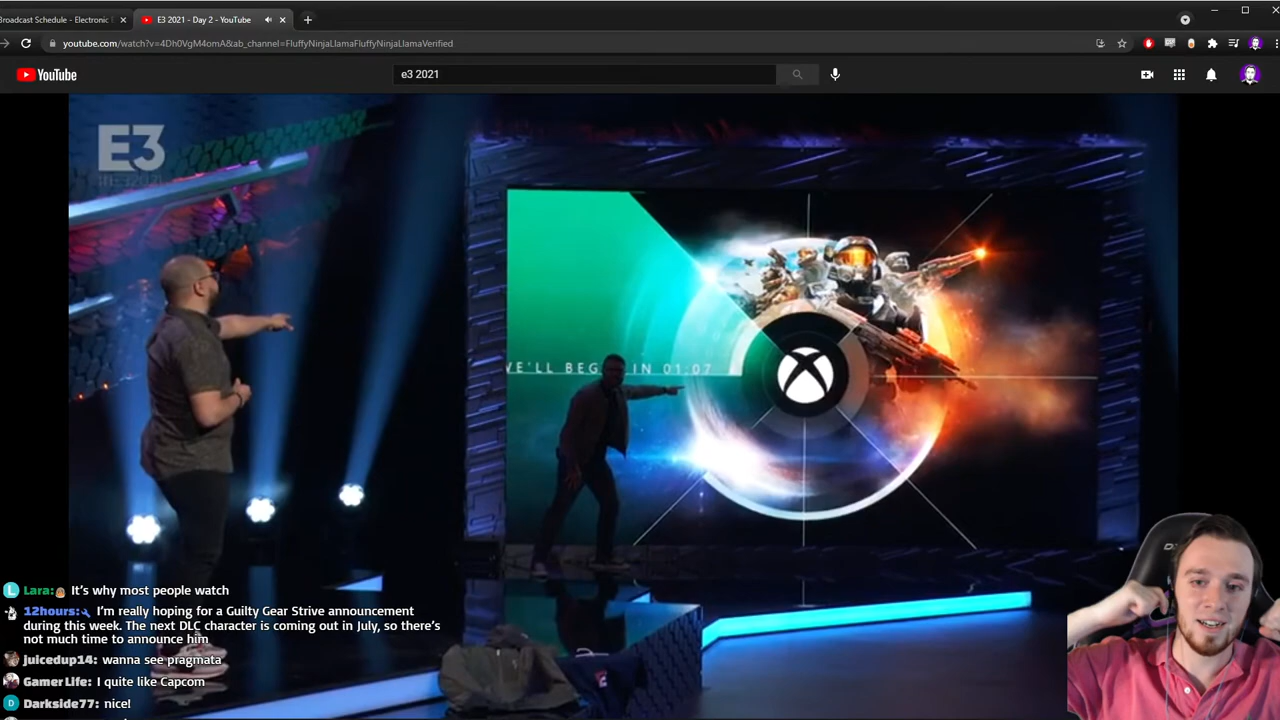 Broadcast Schedule - Electronic E
E3 2021 - Day 2 - YouTube
youtube.com/watch?v=4Dh0VgM4omA&ab_channel=FluffyNinjaLlamaFluffyNinjaLlamaVerified
YouTube
e3 2021
E3
WE'LL BEG IN 01:07
Lara: It's why most people watch
12hours: I'm really hoping for a Guilty Gear Strive announcement
during this week. The next DLC character is coming out in July, so there's
not much time to announce him
juicedup14: wanna see pragmata
Gamer Life: I quite like Capcom
Darkside77: nice!